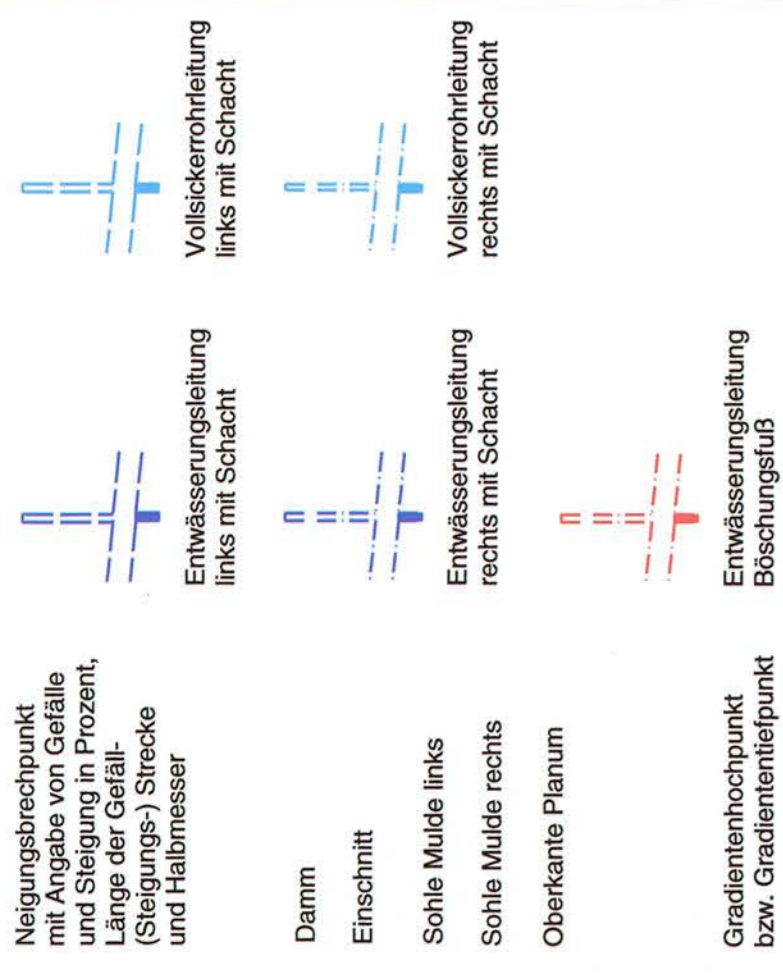 Neigungsbrechpunkt
mit Angabe von Gefälle
und Steigung in Prozent,
Länge der Gefäll-
(Steigungs-) Strecke
und Halbmesser
Damm
Einschnitt
Sohle Mulde links
Sohle Mulde rechts
Oberkante Planum
Gradientenhochpunkt
bzw. Gradiententiefpunkt
Entwässerungsleitung
links mit Schacht
Entwässerungsleitung
rechts mit Schacht
Entwässerungsleitung
Böschungsfuß
Vollsickerrohrleitung
links mit Schacht
Vollsickerrohrleitung
rechts mit Schacht